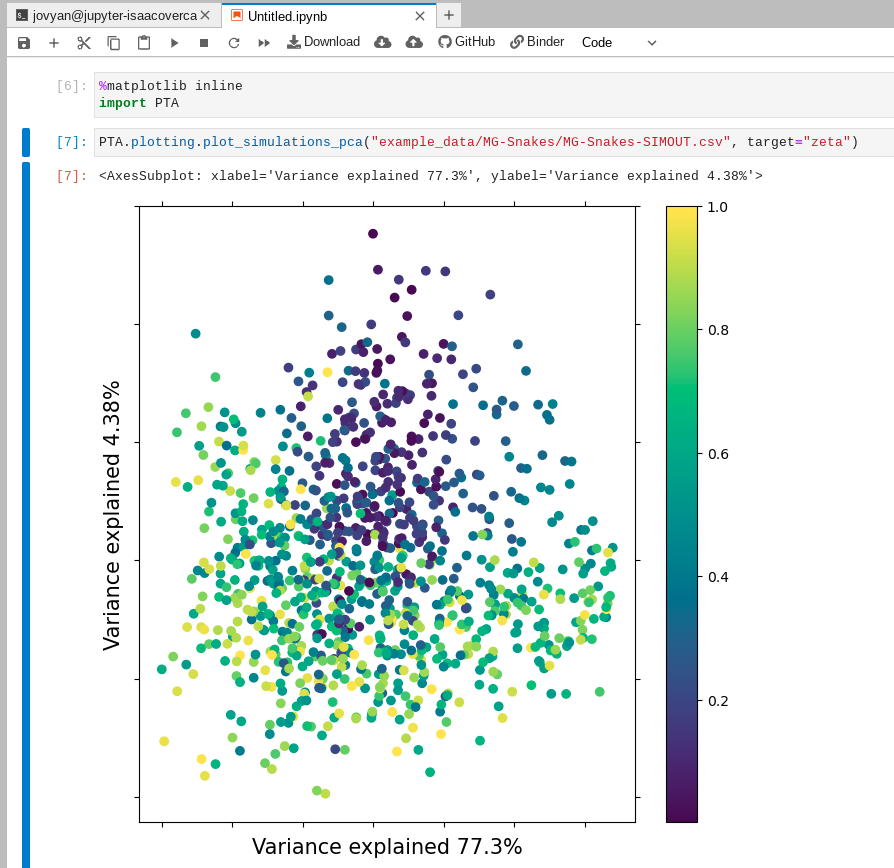 jovyan@jupyter-isaacoverca
Untitled.ipynb
Download GitHub Binder Code
[6]: %matplotlib inline
import PTA
[7]: PTA.plotting.plot_simulations_pca("example_data/MG-Snakes/MG-Snakes-SIMOUT.csv", target="zeta")
[7]: <AxesSubplot: xlabel='Variance explained 77.3%', ylabel='Variance explained 4.38%'>
1.0
0.8
0.6
0.4
0.2
Variance explained 4.38%
Variance explained 77.3%